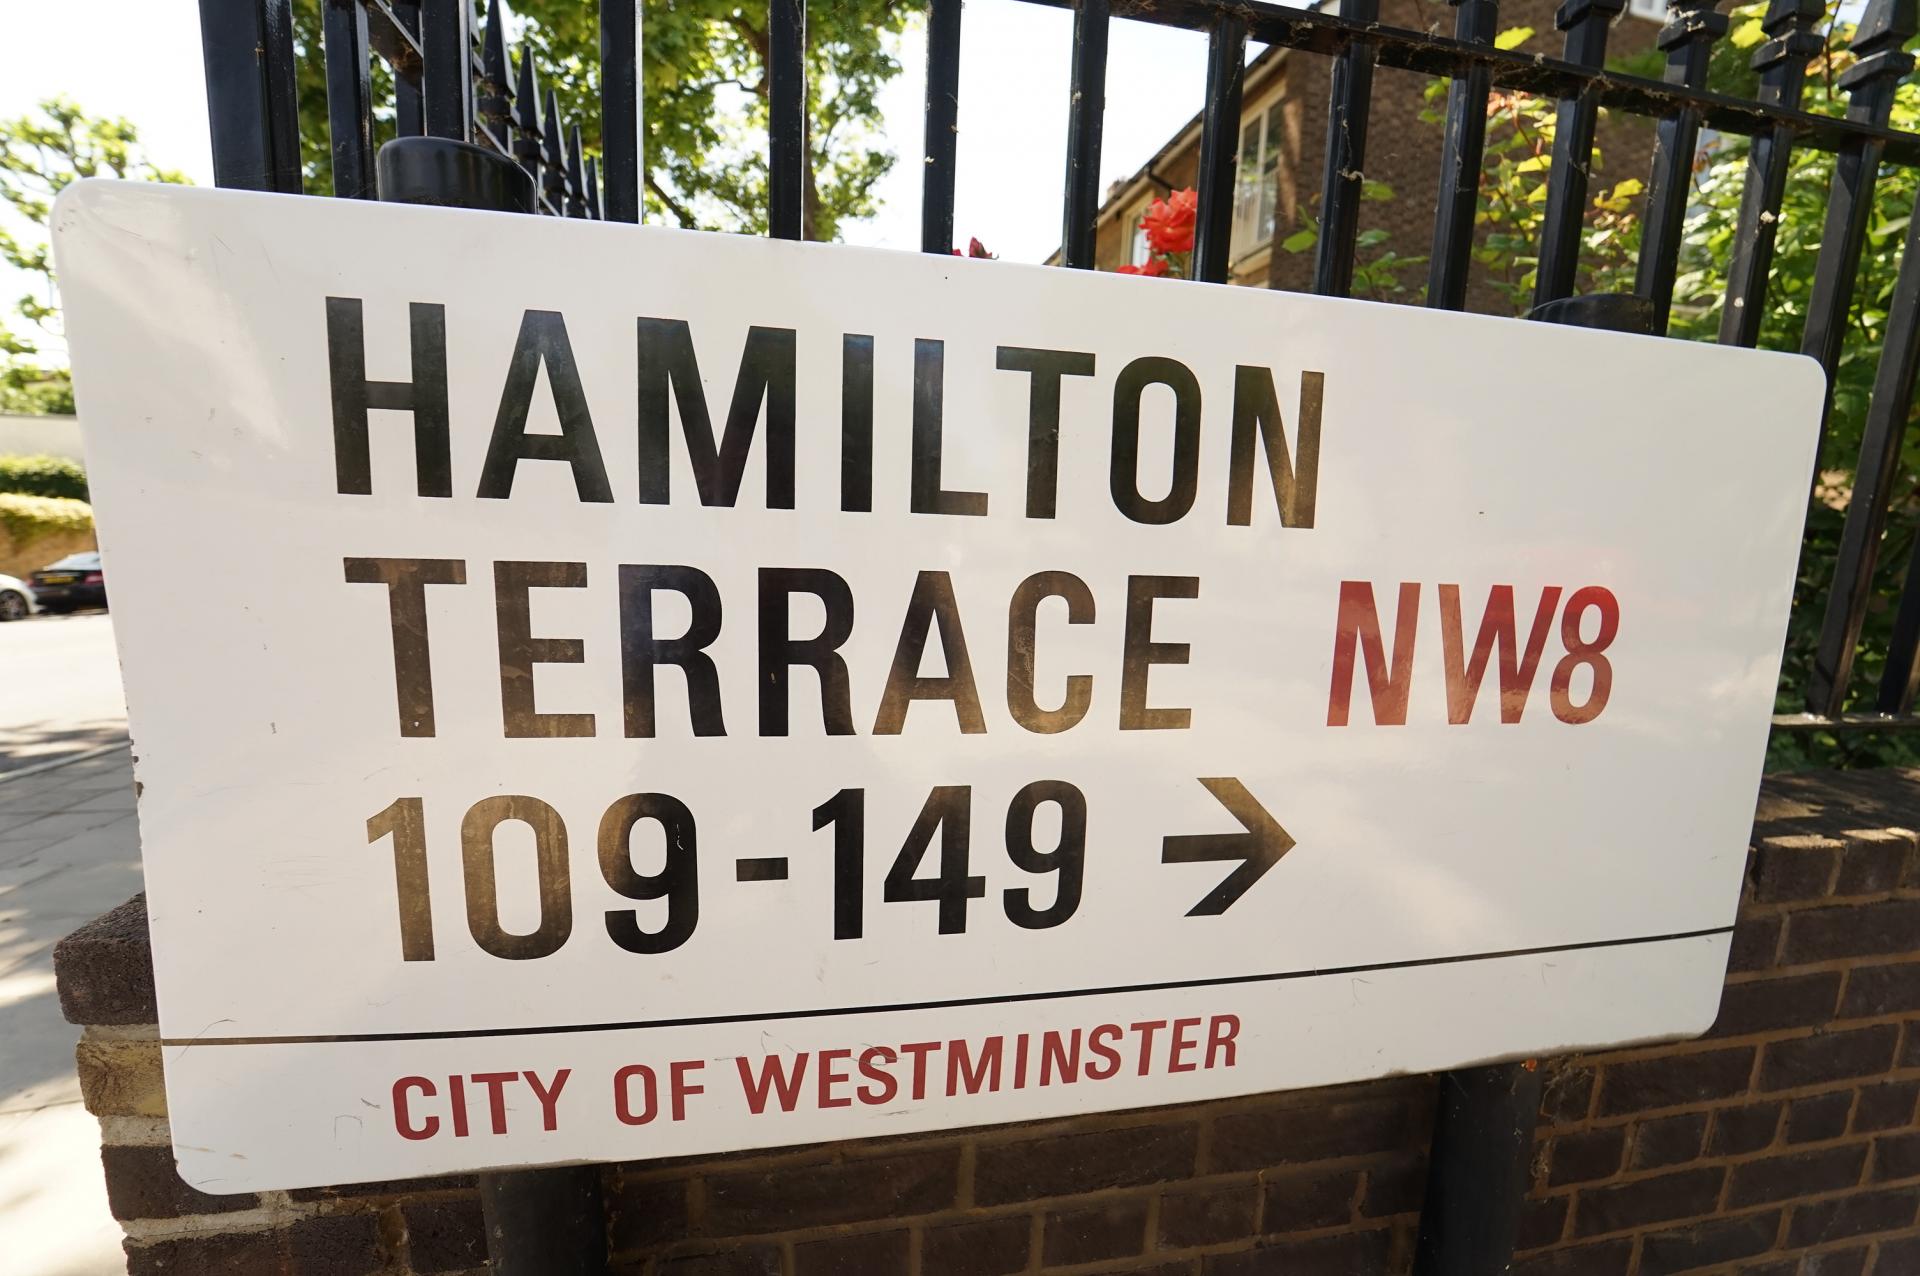 HAMILTON
TERRACE NW8
109-149 →
CITY OF WESTMINSTER